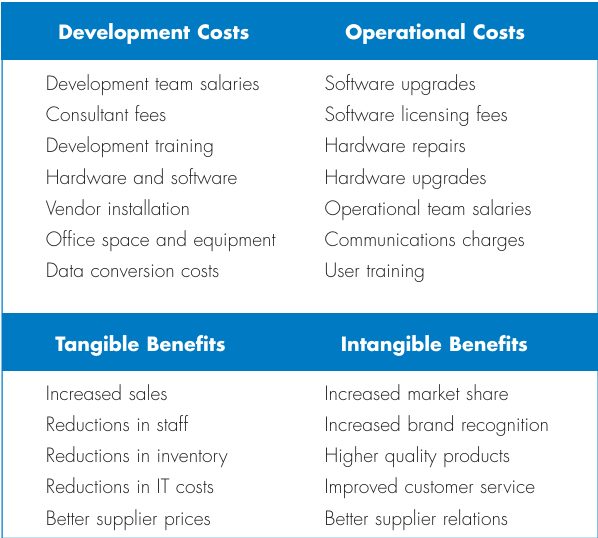 Development Costs Operational Costs
Development team salaries Software upgrades
Consultant fees Software licensing fees
Development training Hardware repairs
Hardware and software Hardware upgrades
Vendor installation Operational team salaries
Office space and equipment Communications charges
Data conversion costs User training
Tangible Benefits Intangible Benefits
Increased sales Increased market share
Reductions in staff Increased brand recognition
Reductions in inventory Higher quality products
Reductions in IT costs Improved customer service
Better supplier prices Better supplier relations